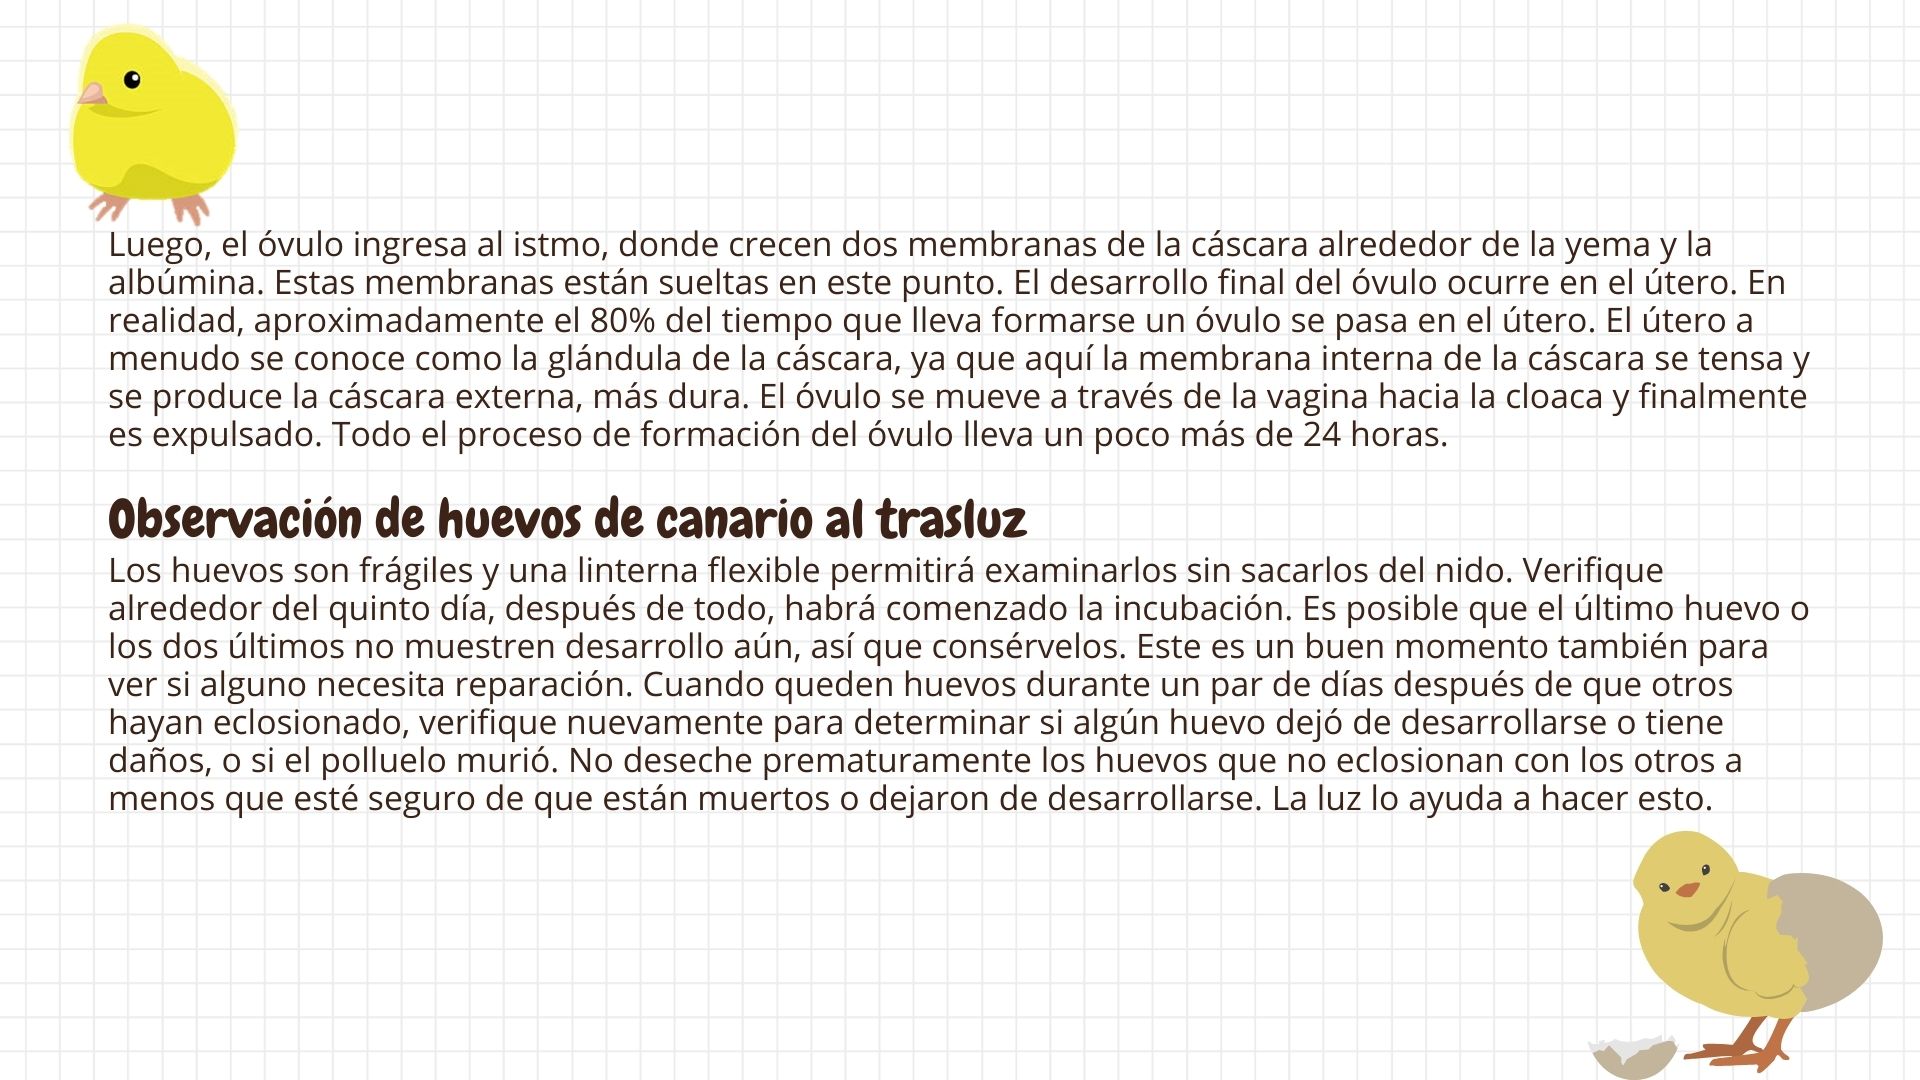 Luego, el óvulo ingresa al istmo, donde crecen dos membranas de la cáscara alrededor de la yema y la
albúmina. Estas membranas están sueltas en este punto. El desarrollo final del óvulo ocurre en el útero. En
realidad, aproximadamente el 80% del tiempo que lleva formarse un óvulo se pasa en el útero. El útero a
menudo se conoce como la glándula de la cáscara, ya que aquí la membrana interna de la cáscara se tensa y
se produce la cáscara externa, más dura. El óvulo se mueve a través de la vagina hacia la cloaca y finalmente
es expulsado. Todo el proceso de formación del óvulo lleva un poco más de 24 horas.
Observación de huevos de canario al trasluz
Los huevos son frágiles y una linterna flexible permitirá examinarlos sin sacarlos del nido. Verifique
alrededor del quinto día, después de todo, habrá comenzado la incubación. Es posible que el último huevo o
los dos últimos no muestren desarrollo aún, así que consérvelos. Este es un buen momento también para
ver si alguno necesita reparación. Cuando queden huevos durante un par de días después de que otros
hayan eclosionado, verifique nuevamente para determinar si algún huevo dejó de desarrollarse o tiene
daños, o si el polluelo murió. No deseche prematuramente los huevos que no eclosionan con los otros a
menos que esté seguro de que están muertos o dejaron de desarrollarse. La luz lo ayuda a hacer esto.